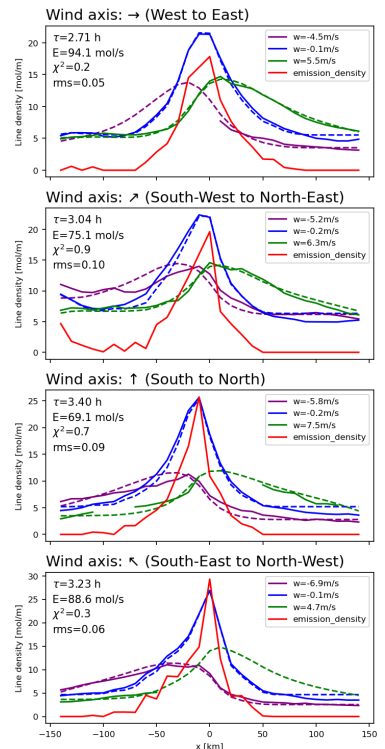 Wind axis: → (West to East)
τ=2.71 h
E=94.1 mol/s
χ²=0.2
rms=0.05
w=-4.5m/s
w=-0.1m/s
w=5.5m/s
emission_density
Line density [mol/m]
20
15
10
5
0
Wind axis: ↗ (South-West to North-East)
τ=3.04 h
E=75.1 mol/s
χ²=0.9
rms=0.10
w=-5.2m/s
w=-0.2m/s
w=6.3m/s
emission_density
Line density [mol/m]
20
15
10
5
0
Wind axis: ↑ (South to North)
τ=3.40 h
E=69.1 mol/s
χ²=0.7
rms=0.09
w=-5.8m/s
w=-0.2m/s
w=7.5m/s
emission_density
Line density [mol/m]
25
20
15
10
5
0
Wind axis: ↖ (South-East to North-West)
τ=3.23 h
E=88.6 mol/s
χ²=0.3
rms=0.06
w=-6.9m/s
w=-0.1m/s
w=4.7m/s
emission_density
Line density [mol/m]
30
25
20
15
10
5
0
−150 −100 −50 0 50 100 150
x [km]